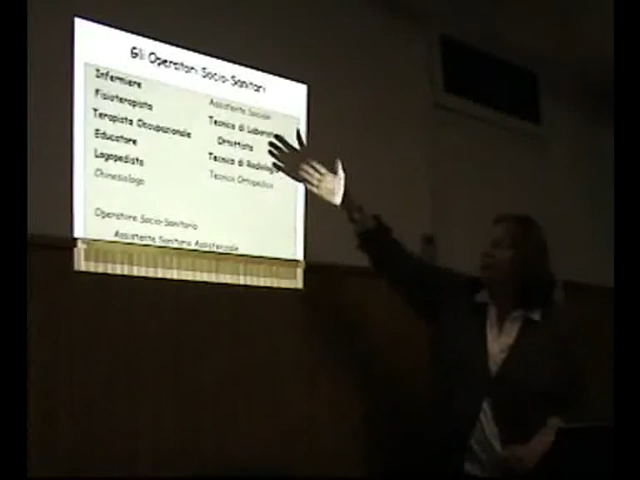 Gli Operatori Socio-Sanitari
Infermiere
Fisioterapista
Terapista Occupazionale
Educatore
Logopedista
Chinesiologo
Assistente Sociale
Tecnico di
Ortottista
Tecnico di Radiologia
Tecnico Ortopedico
Operatore Socio-Sanitario
Assistente Sanitario Assistenziale